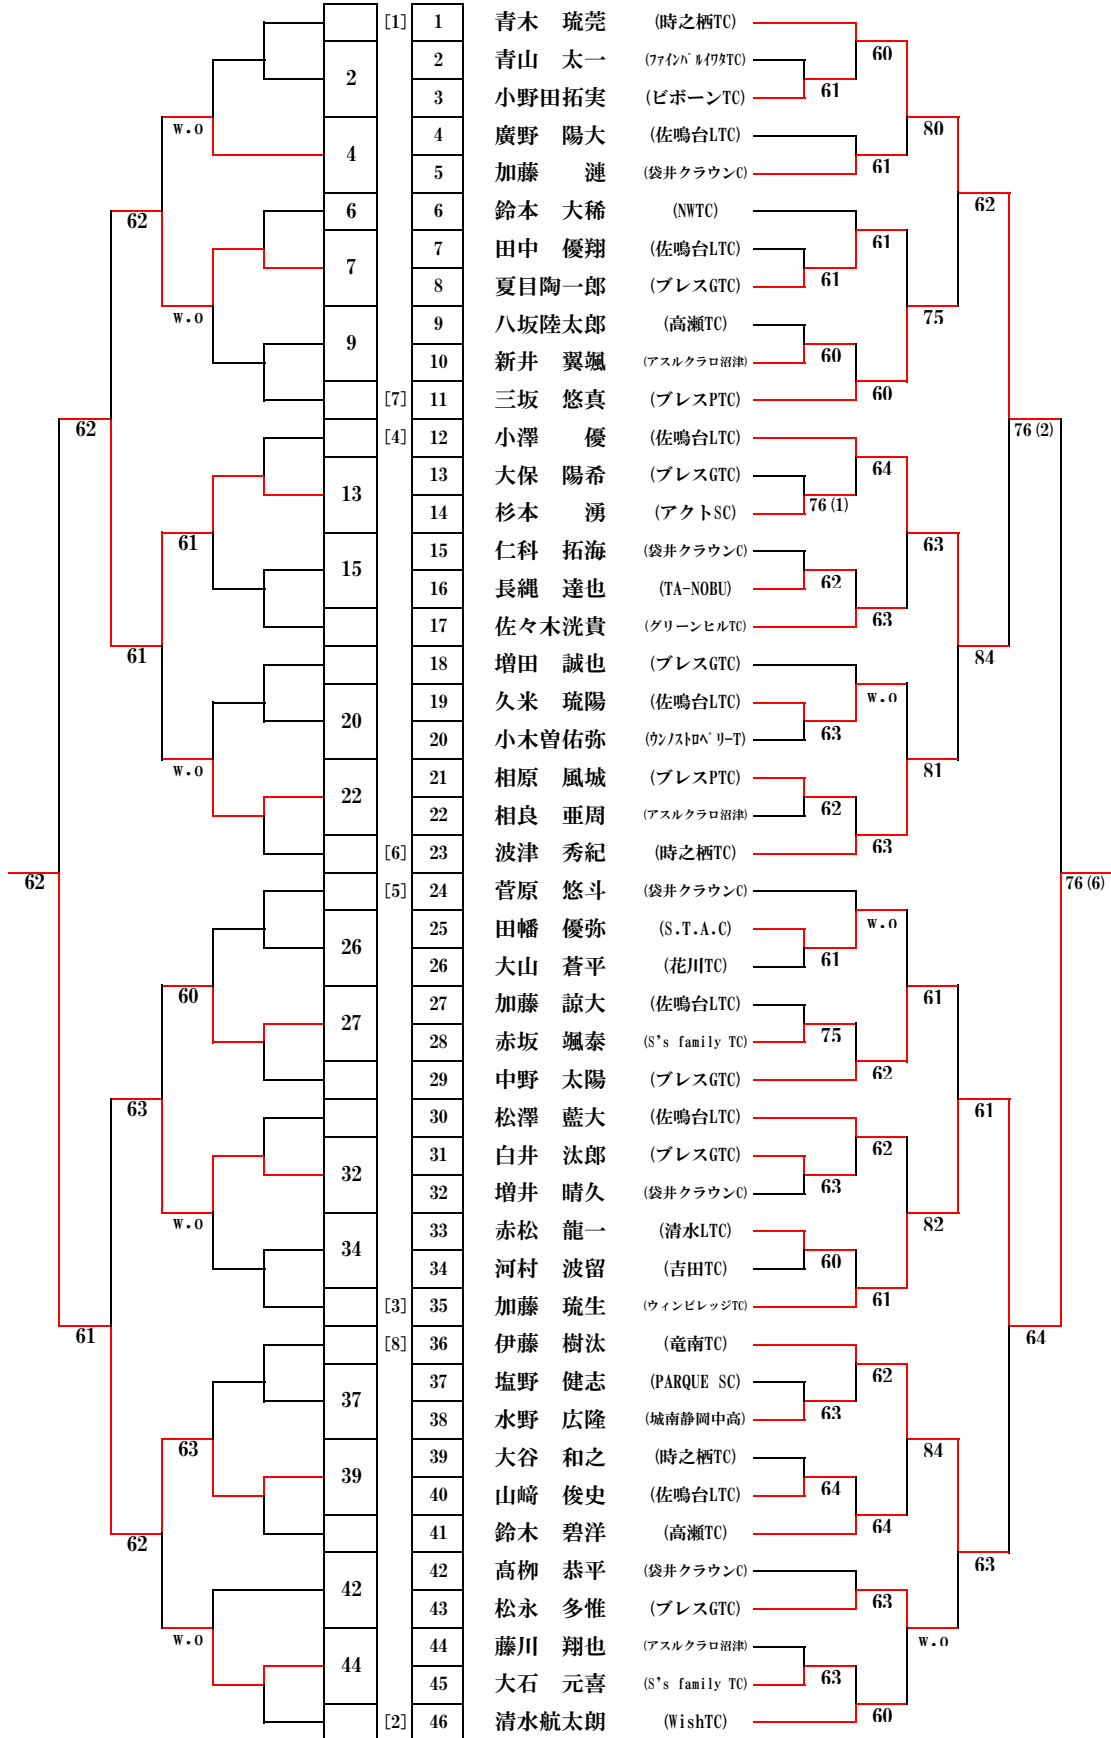 [1] 1 青木 琉莞 (時之栖TC)
60
2 青山 太一 (ファインバルイワタTC)
2
61
3 小野田拓実 (ビボーンTC)
w.o
80
4 廣野 陽大 (佐鳴台LTC)
4
61
5 加藤 漣 (袋井クラウンC)
62
62
6 6 鈴本 大稀 (NWTC)
61
7 田中 優翔 (佐鳴台LTC)
7
61
8 夏目陶一郎 (ブレスGTC)
w.o
75
9 八坂陸太郎 (高瀬TC)
9
60
10 新井 翼颯 (アスルクラロ沼津)
60
[7] 11 三坂 悠真 (ブレスPTC)
62
76(2)
[4] 12 小澤 優 (佐鳴台LTC)
64
13 大保 陽希 (ブレスGTC)
13
76(1)
14 杉本 湧 (アクトSC)
61
63
15 仁科 拓海 (袋井クラウンC)
15
62
16 長縄 達也 (TA-NOBU)
63
17 佐々木洸貴 (グリーンヒルTC)
61
84
18 増田 誠也 (ブレスGTC)
w.o
19 久米 琉陽 (佐鳴台LTC)
20
63
20 小木曽佑弥 (ウンノストロベリーT)
w.o
81
21 相原 風城 (ブレスPTC)
22
62
22 相良 亜周 (アスルクラロ沼津)
63
[6] 23 波津 秀紀 (時之栖TC)
62
76(6)
[5] 24 菅原 悠斗 (袋井クラウンC)
w.o
25 田幡 優弥 (S.T.A.C)
26
61
26 大山 蒼平 (花川TC)
60
61
27 加藤 諒大 (佐鳴台LTC)
27
75
28 赤坂 颯泰 (S's family TC)
62
29 中野 太陽 (ブレスGTC)
63
61
30 松澤 藍大 (佐鳴台LTC)
62
31 白井 汰郎 (ブレスGTC)
32
63
32 増井 晴久 (袋井クラウンC)
w.o
82
33 赤松 龍一 (清水LTC)
34
60
34 河村 波留 (吉田TC)
61
[3] 35 加藤 琉生 (ウィンビレッジTC)
61
64
[8] 36 伊藤 樹汰 (竜南TC)
62
37 塩野 健志 (PARQUE SC)
37
63
38 水野 広隆 (城南静岡中高)
63
84
39 大谷 和之 (時之栖TC)
39
64
40 山﨑 俊史 (佐鳴台LTC)
64
41 鈴木 碧洋 (高瀬TC)
62
63
42 高栁 恭平 (袋井クラウンC)
42
63
43 松永 多惟 (ブレスGTC)
w.o
w.o
44 藤川 翔也 (アスルクラロ沼津)
44
63
45 大石 元喜 (S's family TC)
60
[2] 46 清水航太朗 (WishTC)